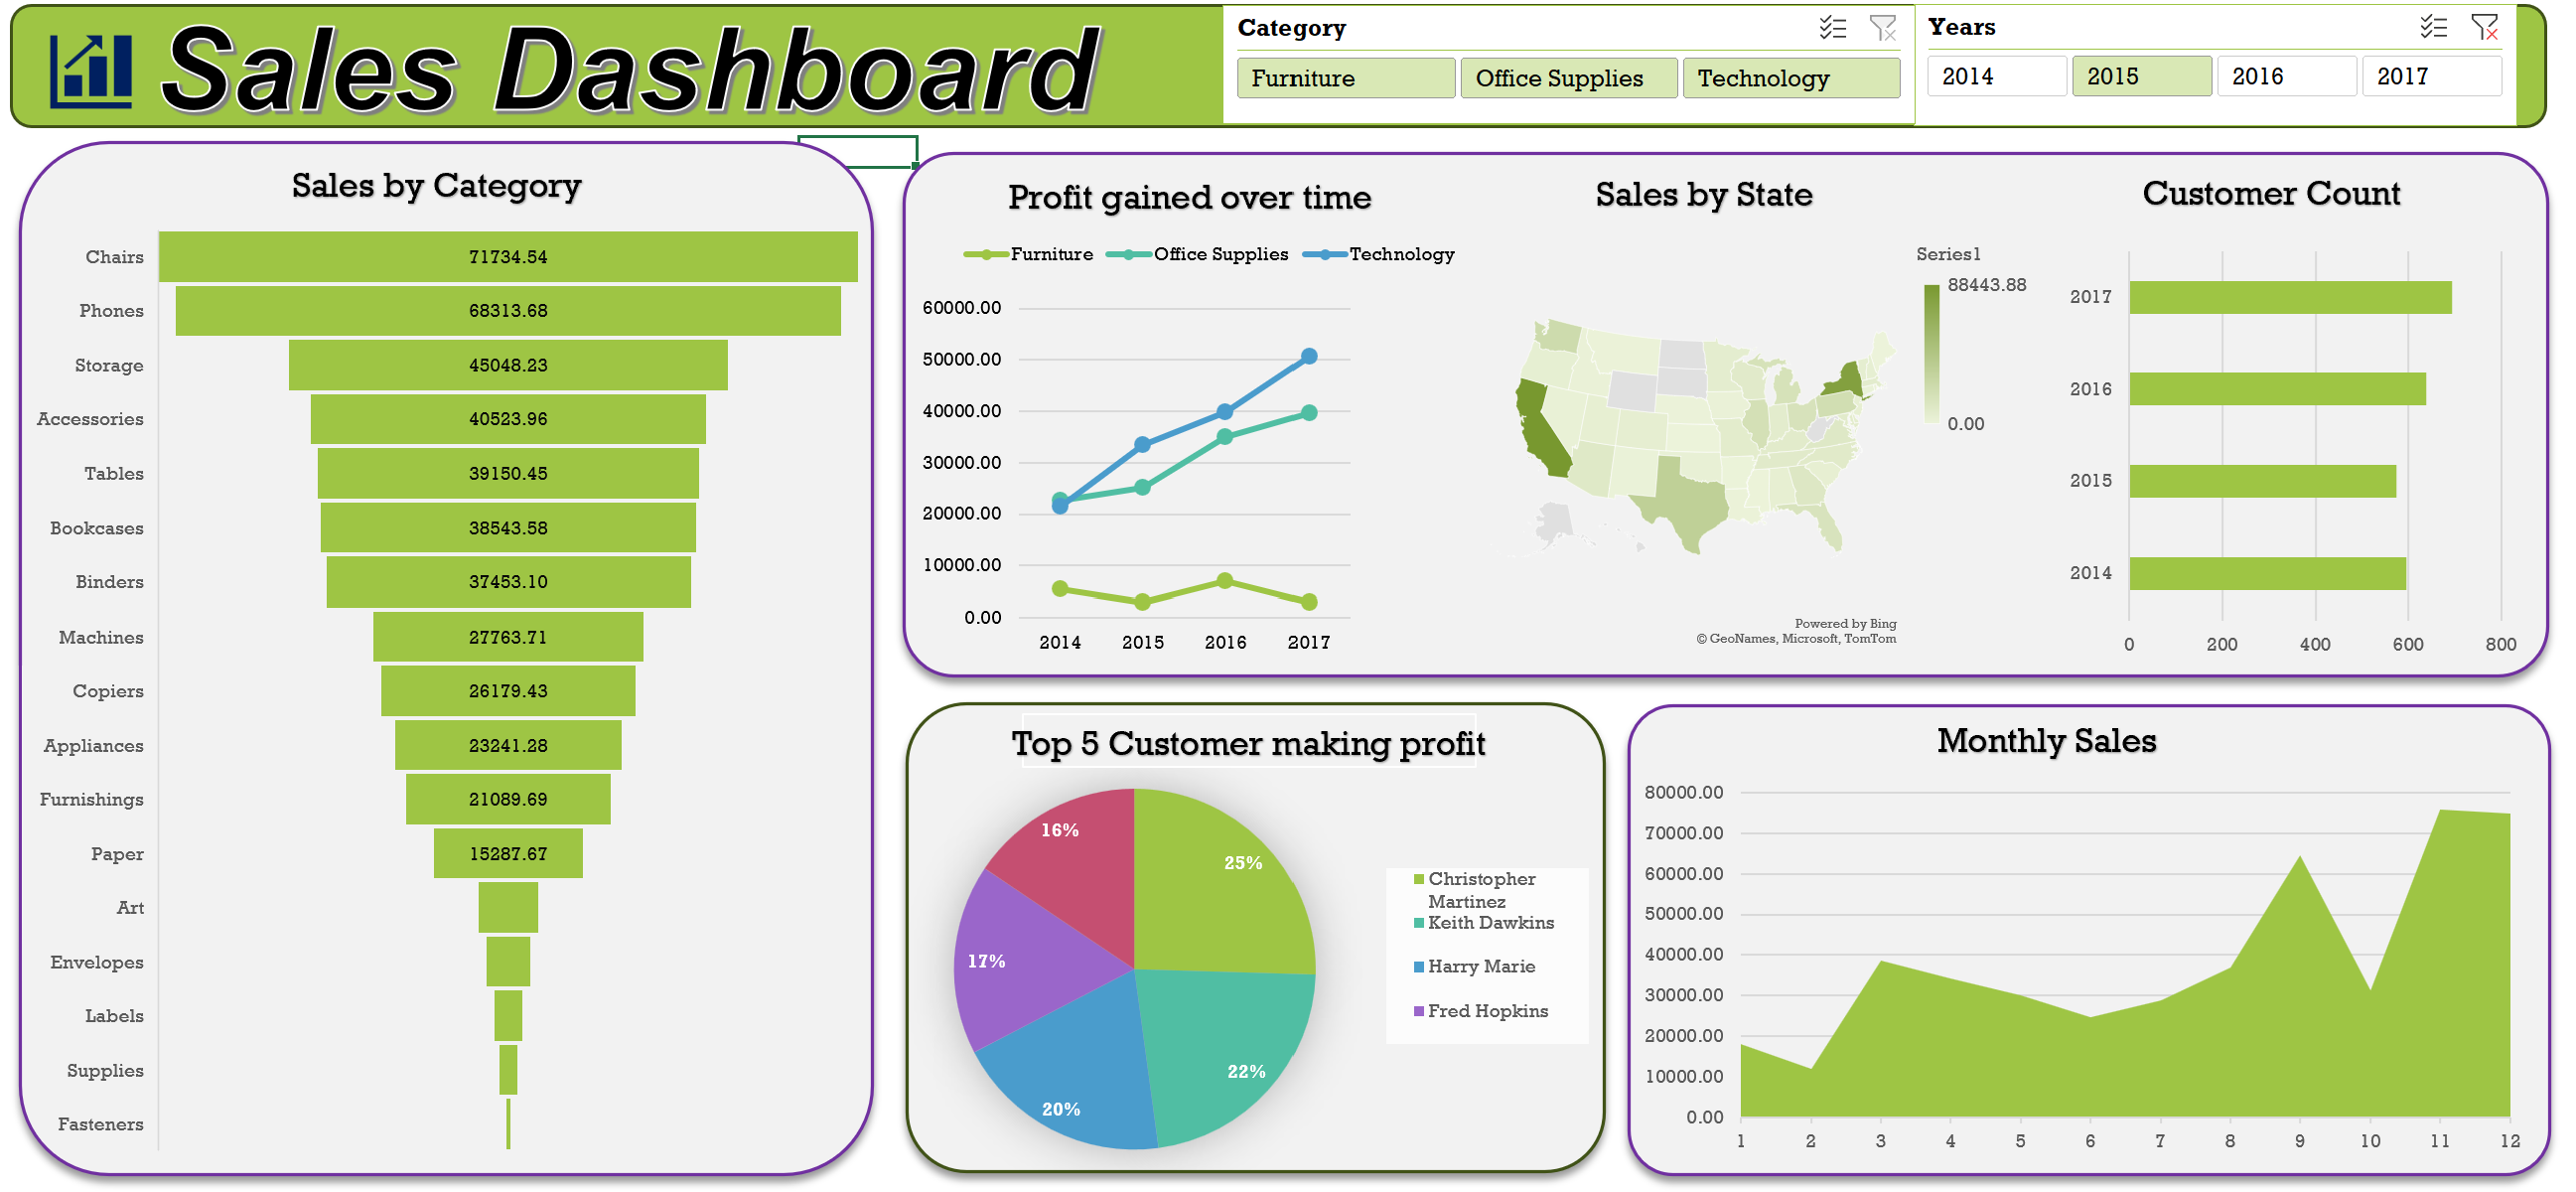 Sales Dashboard
Category
Furniture
Office Supplies
Technology
Years
2014
2015
2016
2017
Sales by Category
Chairs
71734.54
Phones
68313.68
Storage
45048.23
Accessories
40523.96
Tables
39150.45
Bookcases
38543.58
Binders
37453.10
Machines
27763.71
Copiers
26179.43
Appliances
23241.28
Furnishings
21089.69
Paper
15287.67
Art
Envelopes
Labels
Supplies
Fasteners
Profit gained over time
Furniture
Office Supplies
Technology
60000.00
50000.00
40000.00
30000.00
20000.00
10000.00
0.00
2014
2015
2016
2017
Sales by State
Series1
88443.88
0.00
Powered by Bing
© GeoNames, Microsoft, TomTom
Customer Count
2017
2016
2015
2014
0
200
400
600
800
Top 5 Customer making profit
16%
25%
17%
22%
20%
Christopher
Martinez
Keith Dawkins
Harry Marie
Fred Hopkins
Monthly Sales
80000.00
70000.00
60000.00
50000.00
40000.00
30000.00
20000.00
10000.00
0.00
1
2
3
4
5
6
7
8
9
10
11
12